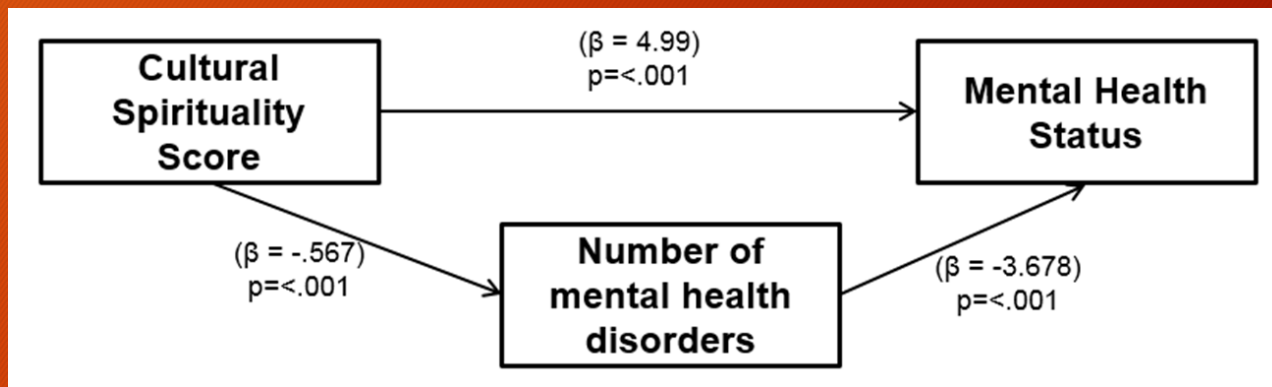 Cultural
Spirituality
Score
(β = 4.99)
p=<.001
Mental Health
Status
(β = -.567)
p=<.001
Number of
mental health
disorders
(β = -3.678)
p=<.001